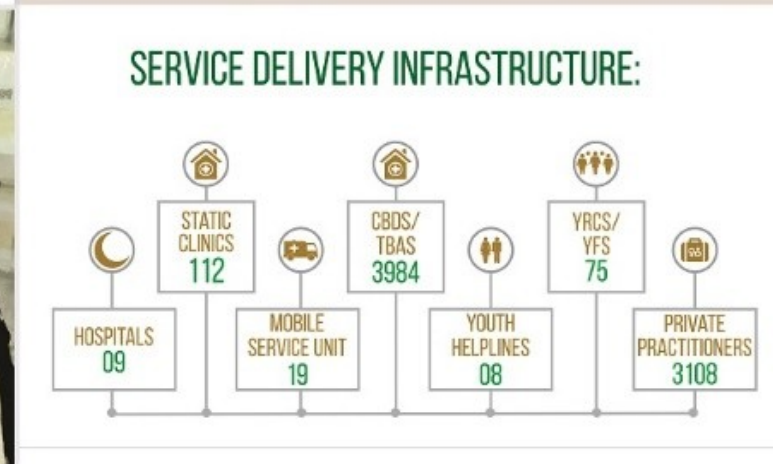 SERVICE DELIVERY INFRASTRUCTURE:
HOSPITALS
09
STATIC
CLINICS
112
MOBILE
SERVICE UNIT
19
CBDS/
TBAS
3984
YOUTH
HELPLINES
08
YRCS/
YFS
75
PRIVATE
PRACTITIONERS
3108